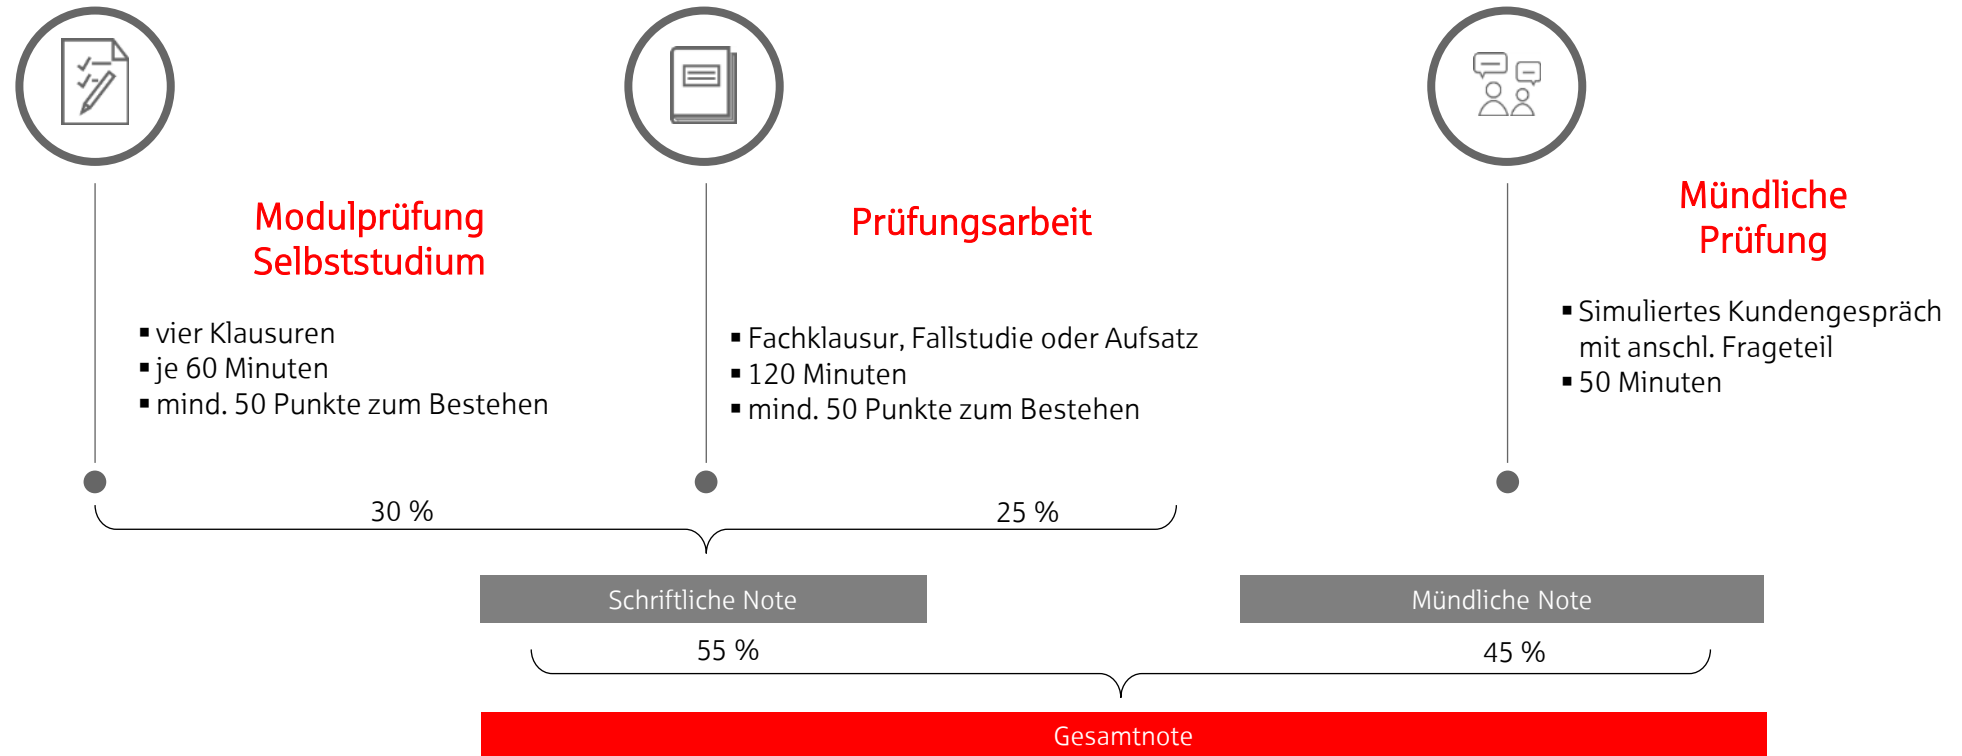 Modulprüfung
Selbststudium
▪ vier Klausuren
▪ je 60 Minuten
▪ mind. 50 Punkte zum Bestehen
Prüfungsarbeit
▪ Fachklausur, Fallstudie oder Aufsatz
▪ 120 Minuten
▪ mind. 50 Punkte zum Bestehen
Mündliche
Prüfung
▪ Simuliertes Kundengespräch
mit anschl. Frageteil
▪ 50 Minuten
30 %
25 %
Schriftliche Note
Mündliche Note
55 %
45 %
Gesamtnote